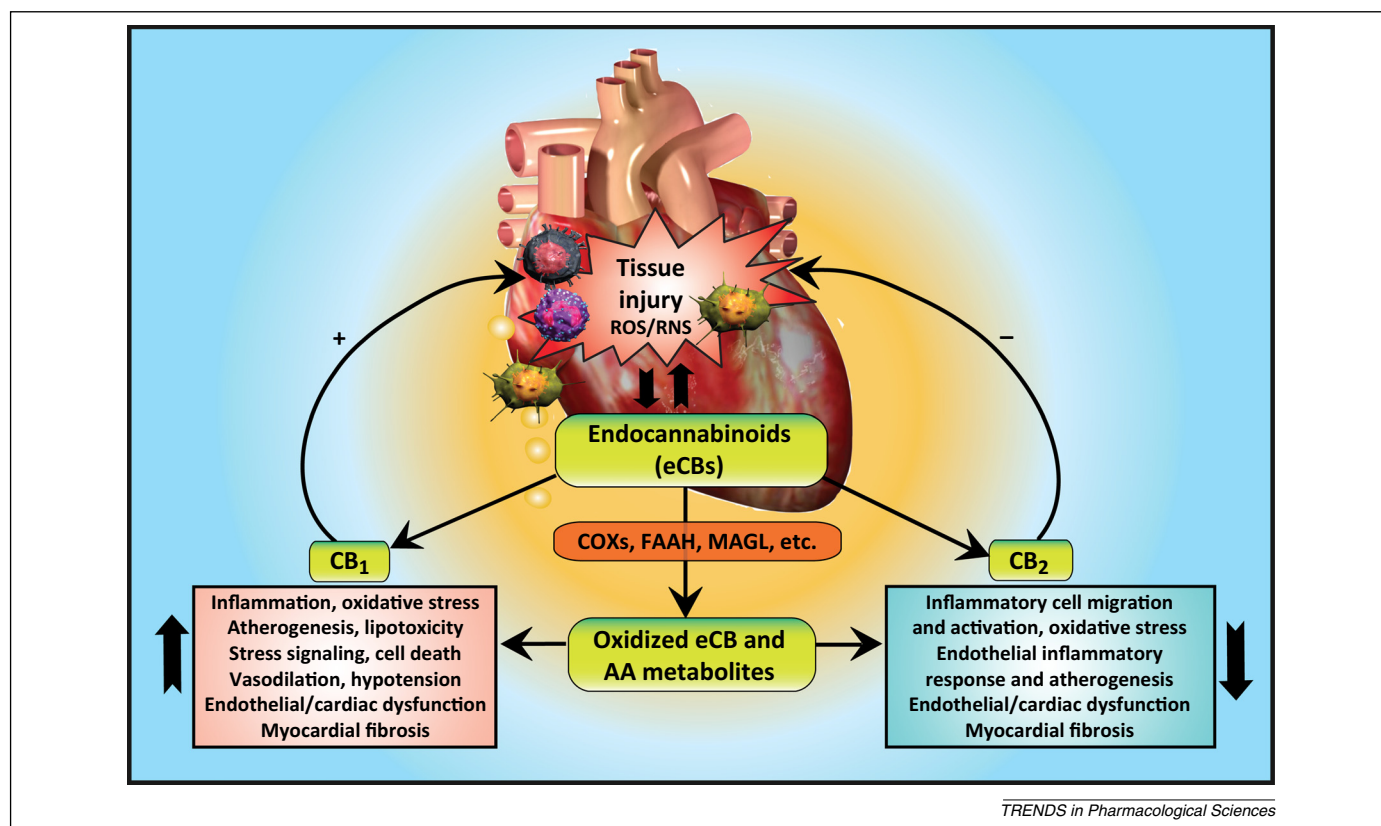 Tissue
injury
ROS/RNS
+
–
Endocannabinoids
(eCBs)
COXs, FAAH, MAGL, etc.
CB1
CB2
Inflammation, oxidative stress
Atherogenesis, lipotoxicity
Stress signaling, cell death
Vasodilation, hypotension
Endothelial/cardiac dysfunction
Myocardial fibrosis
Oxidized eCB and
AA metabolites
Inflammatory cell migration
and activation, oxidative stress
Endothelial inflammatory
response and atherogenesis
Endothelial/cardiac dysfunction
Myocardial fibrosis
TRENDS in Pharmacological Sciences